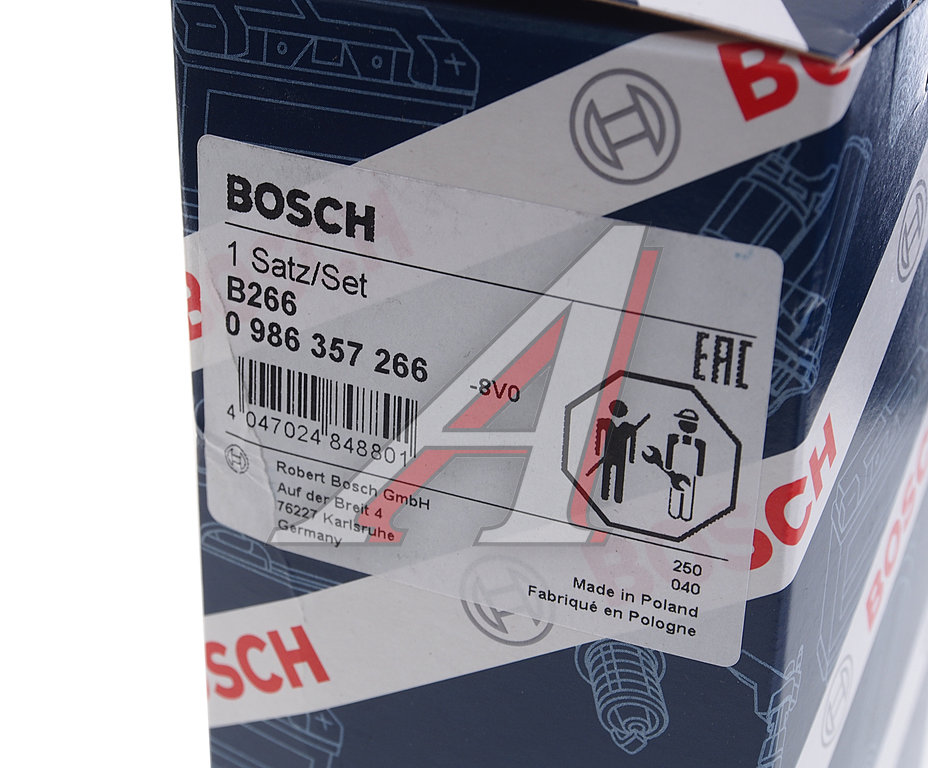 BOSCH
1 Satz/Set
B266
0 986 357 266
-8V0
EAC
4 047024 848801
Robert Bosch GmbH
Auf der Breit 4
76227 Karlsruhe
Germany
250
040
Made in Poland
Fabriqué en Pologne
BOSCH
BOSCH